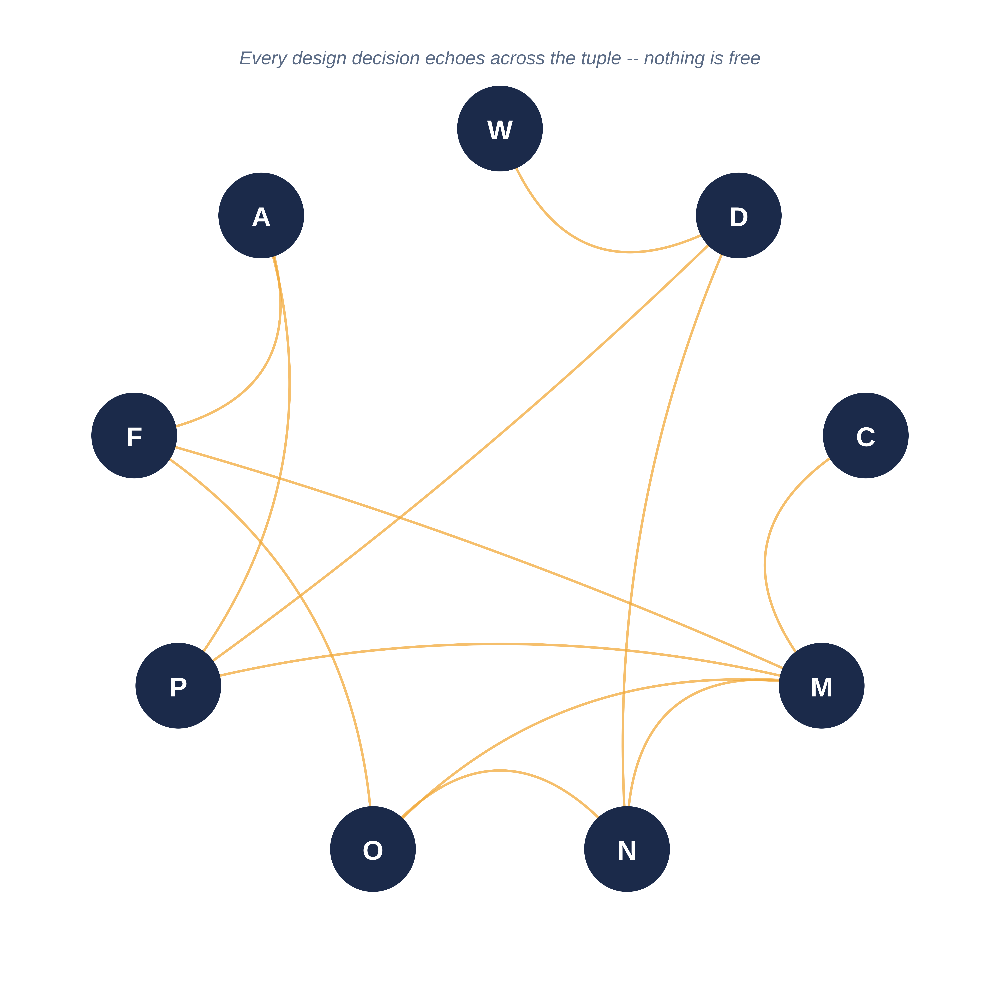 Every design decision echoes across the tuple -- nothing is free
W
A
D
F
C
P
M
O
N